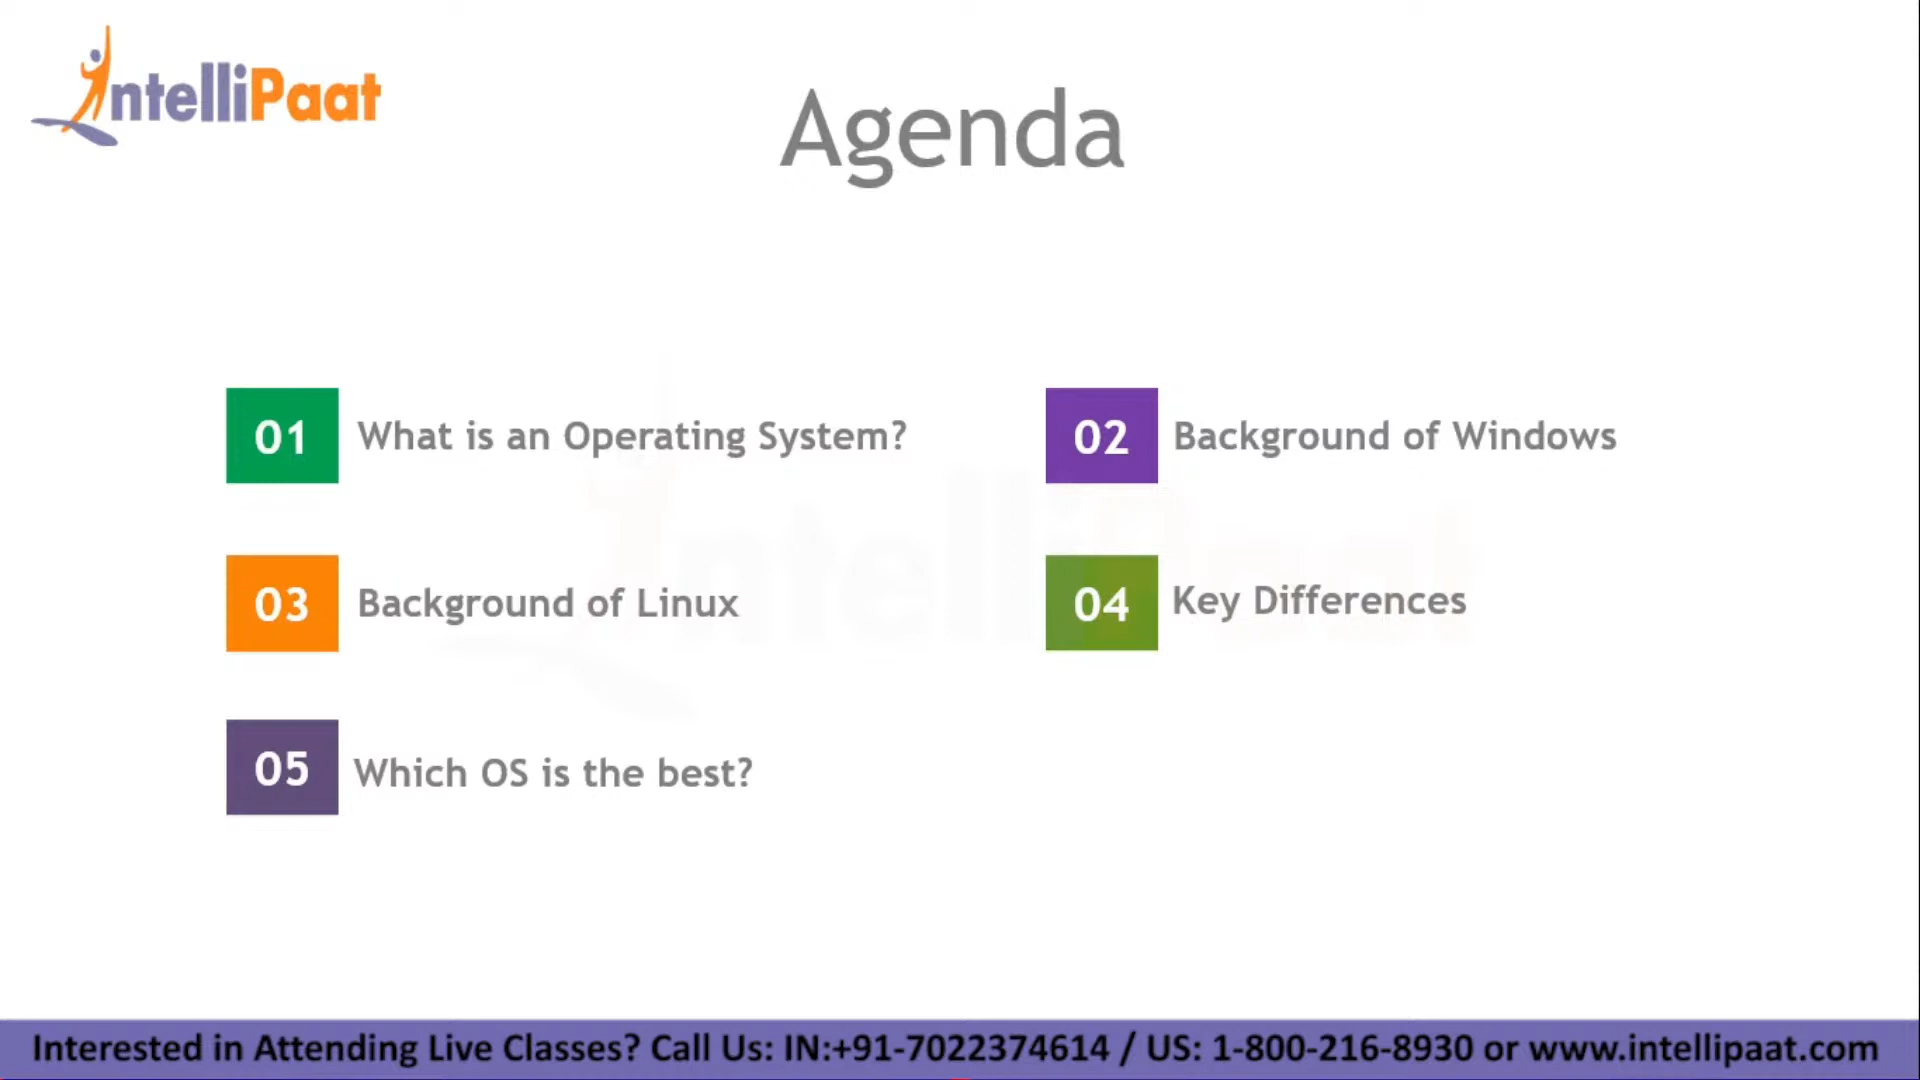 IntelliPaat
Agenda
01 What is an Operating System?
02 Background of Windows
03 Background of Linux
04 Key Differences
05 Which OS is the best?
IntelliPaat
Interested in Attending Live Classes? Call Us: IN:+91-7022374614 / US: 1-800-216-8930 or www.intellipaat.com